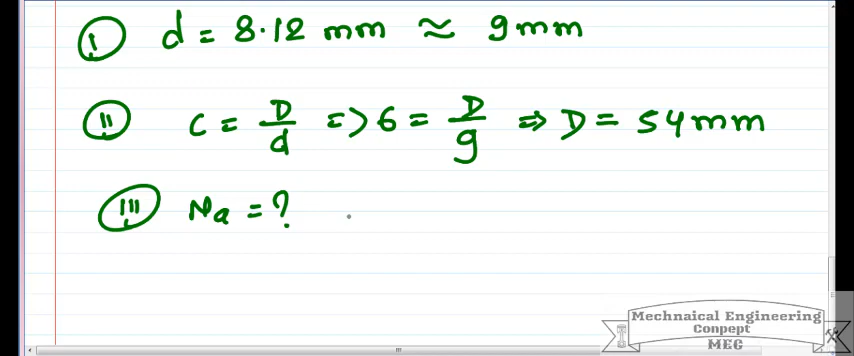 (i) d = 8.12 mm ≈ 9mm
(ii) C = D/d => 6 = D/9 => D = 54mm
(iii) Na = ?
Mechnaical Engineering
Conpept
MEC